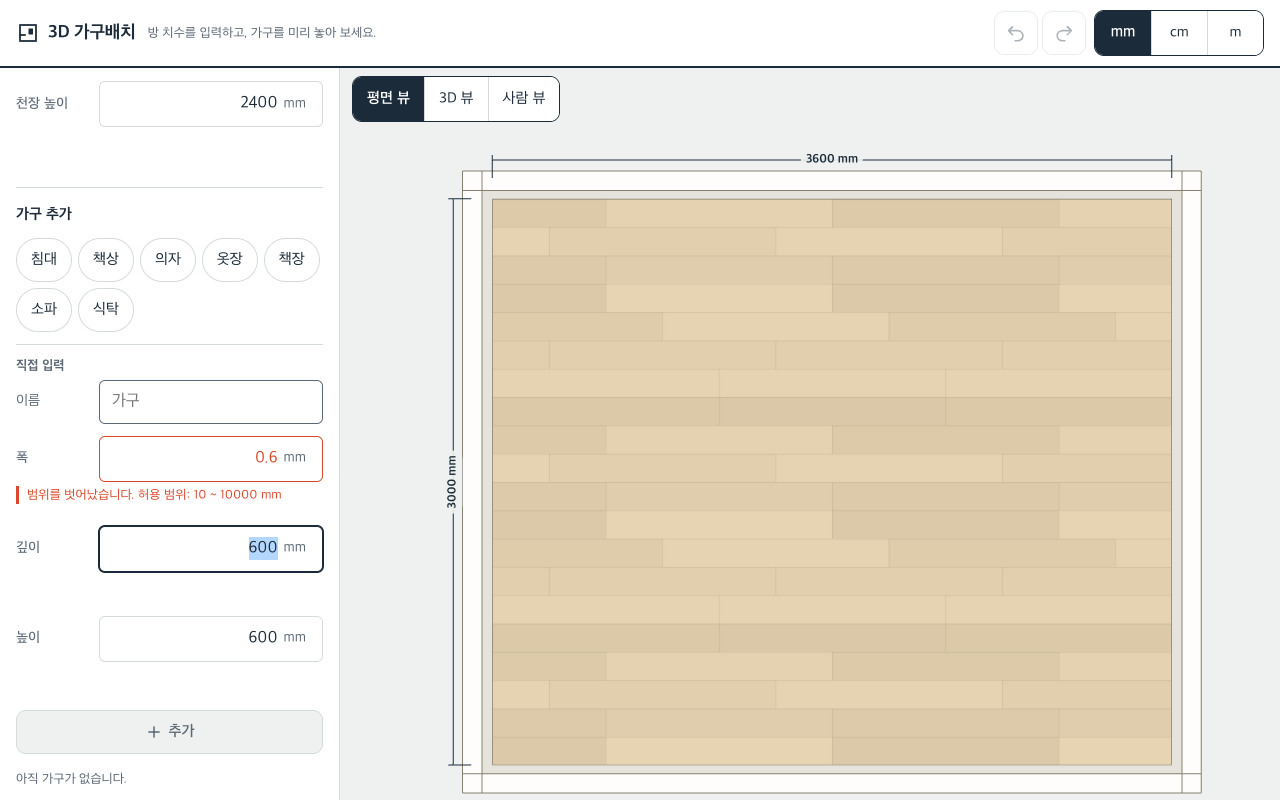 3D 가구배치 방 치수를 입력하고, 가구를 미리 놓아 보세요.
mm cm m
천장 높이 2400 mm
가구 추가
침대 책상 의자 옷장 책장
소파 식탁
직접 입력
이름 가구
폭 0.6 mm
범위를 벗어났습니다. 허용 범위: 10 ~ 10000 mm
깊이 600 mm
높이 600 mm
+ 추가
아직 가구가 없습니다.
평면 뷰 3D 뷰 사람 뷰
3600 mm
3000 mm